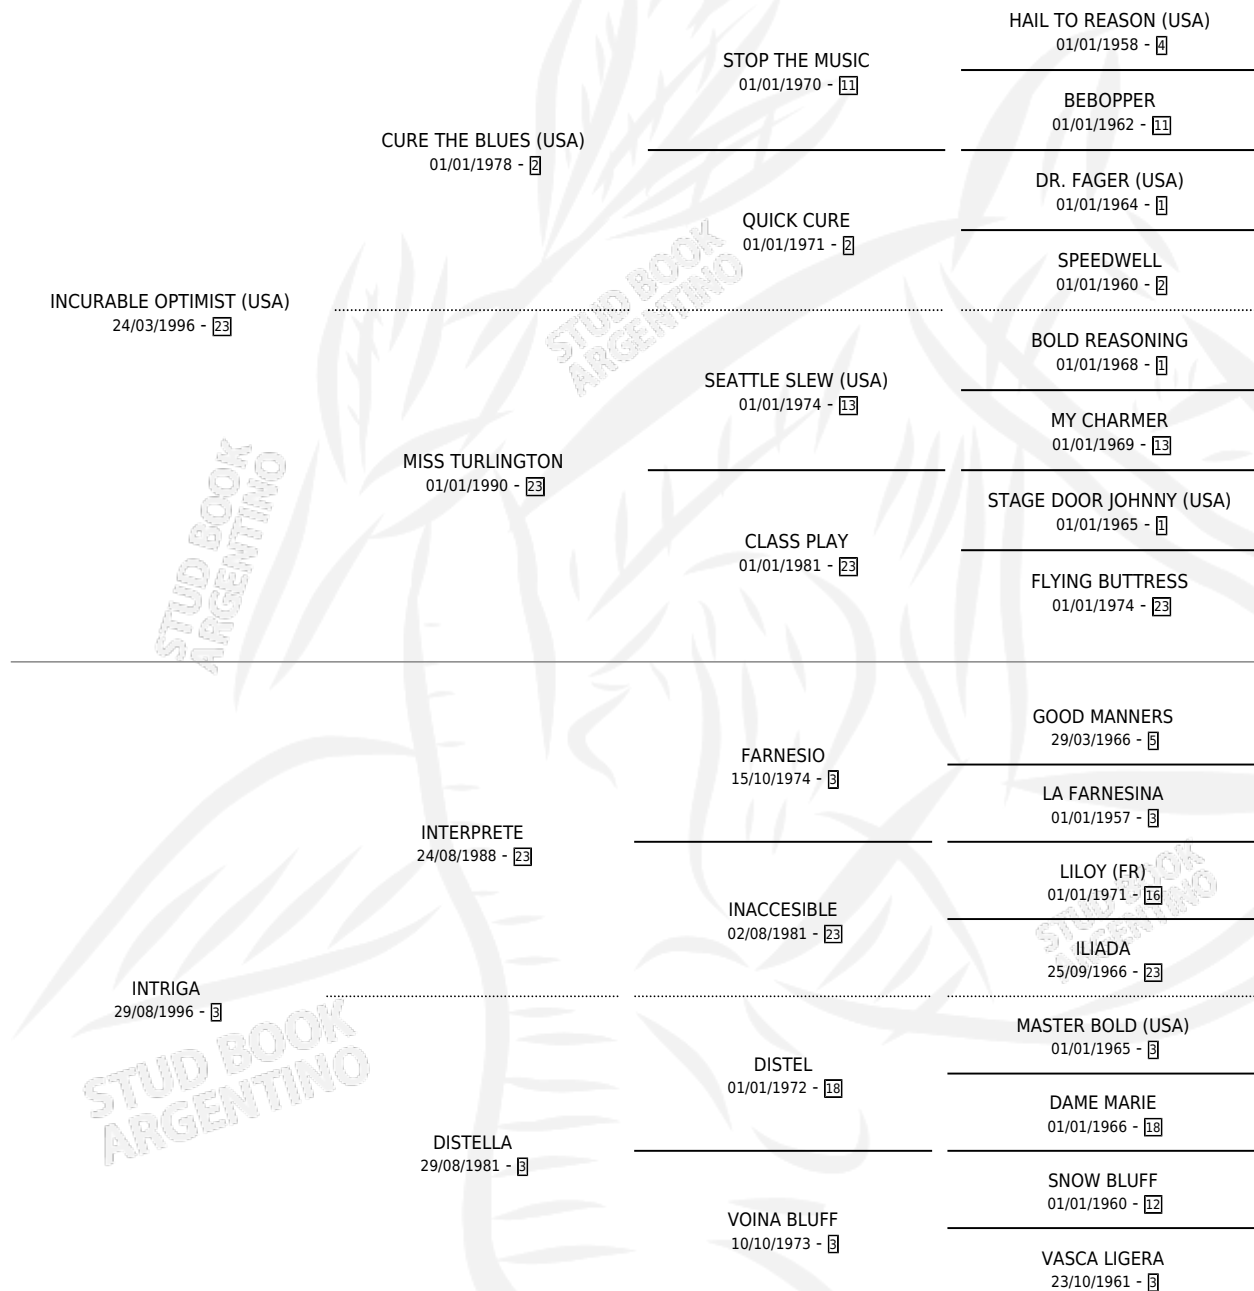 HAIL TO REASON (USA)
01/01/1958 - 4
STOP THE MUSIC
01/01/1970 - 11
BEBOPPER
01/01/1962 - 11
CURE THE BLUES (USA)
01/01/1978 - 2
DR. FAGER (USA)
01/01/1964 - 1
QUICK CURE
01/01/1971 - 2
SPEEDWELL
01/01/1960 - 2
INCURABLE OPTIMIST (USA)
24/03/1996 - 23
STUD BOOK
ARGENTINO
BOLD REASONING
01/01/1968 - 1
SEATTLE SLEW (USA)
01/01/1974 - 13
MY CHARMER
01/01/1969 - 13
MISS TURLINGTON
01/01/1990 - 23
STAGE DOOR JOHNNY (USA)
01/01/1965 - 1
CLASS PLAY
01/01/1981 - 23
FLYING BUTTRESS
01/01/1974 - 23
STUD BOOK
ARGENTINO
GOOD MANNERS
29/03/1966 - 5
FARNESIO
15/10/1974 - 3
LA FARNESINA
01/01/1957 - 3
INTERPRETE
24/08/1988 - 23
LILOY (FR)
01/01/1971 - 16
INACCESIBLE
02/08/1981 - 23
ILIADA
25/09/1966 - 23
STUD BOOK
ARGENTINO
INTRIGA
29/08/1996 - 3
MASTER BOLD (USA)
01/01/1965 - 3
DISTEL
01/01/1972 - 18
DAME MARIE
01/01/1966 - 18
STUD BOOK
ARGENTINO
DISTELLA
29/08/1981 - 3
SNOW BLUFF
01/01/1960 - 12
VOINA BLUFF
10/10/1973 - 3
VASCA LIGERA
23/10/1961 - 3